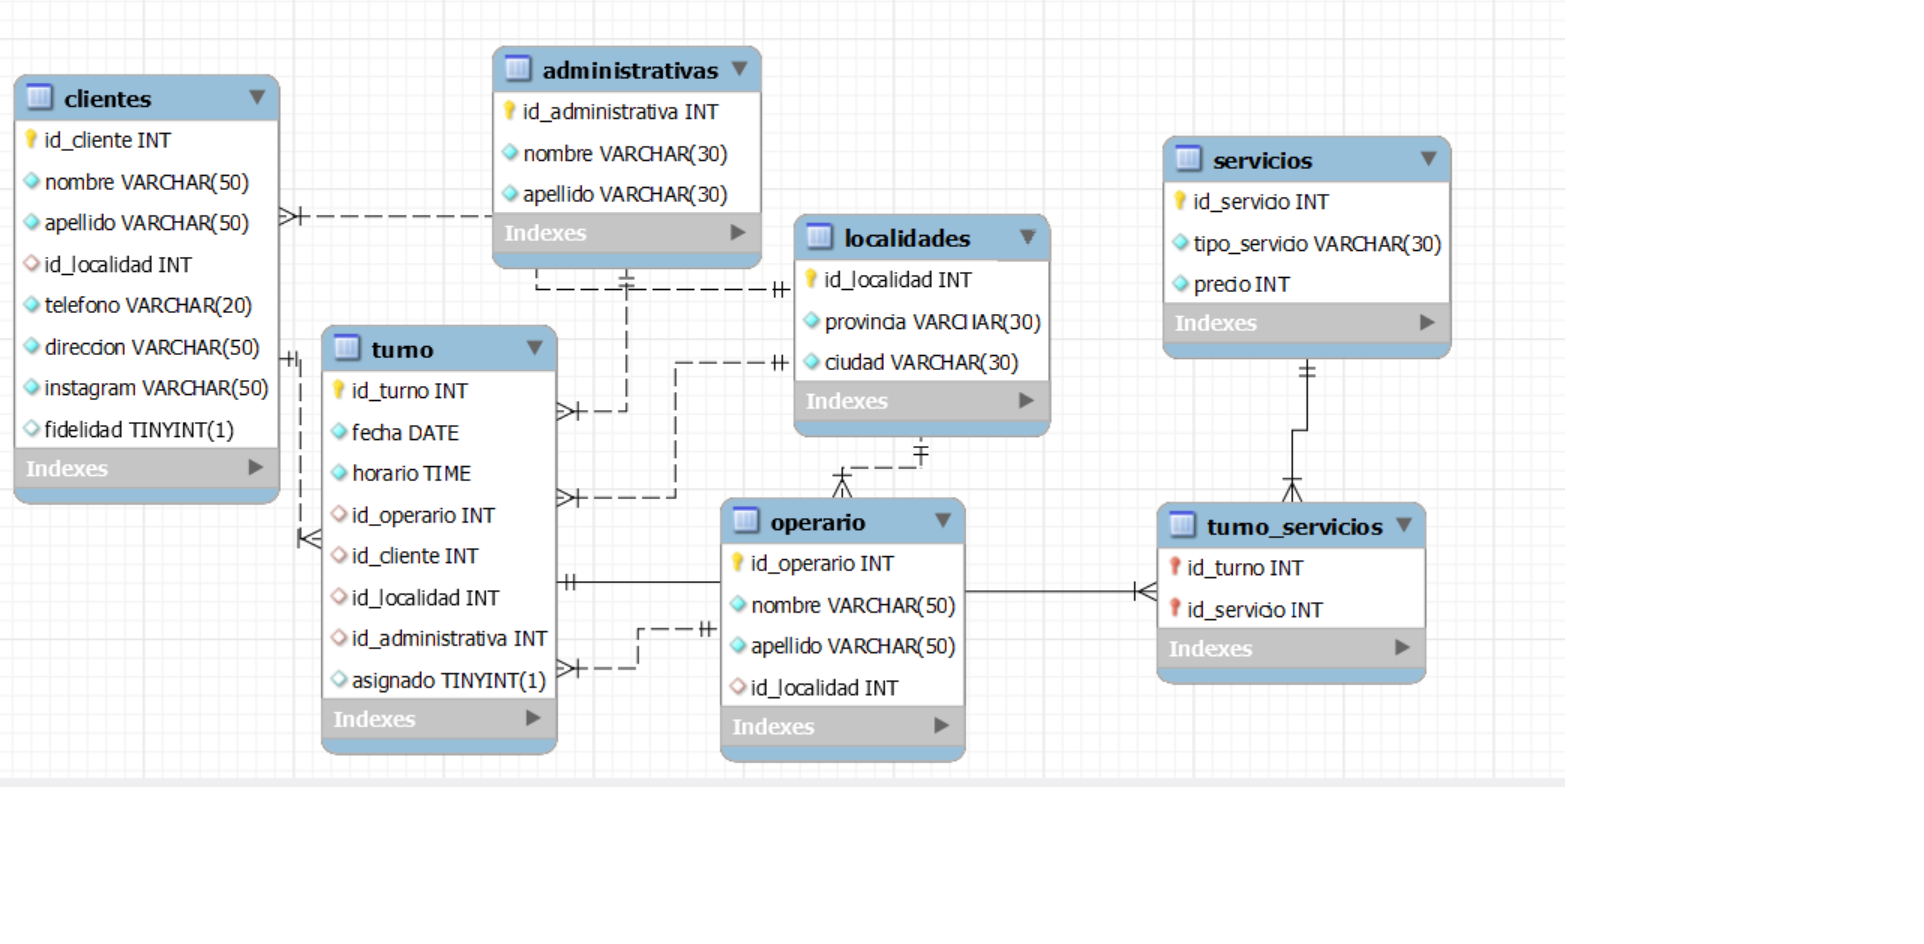 clientes
id_cliente INT
nombre VARCHAR(50)
apellido VARCHAR(50)
id_localidad INT
telefono VARCHAR(20)
direccion VARCHAR(50)
instagram VARCHAR(50)
fidelidad TINYINT(1)
Indexes
administrativas
id_administrativa INT
nombre VARCHAR(30)
apellido VARCHAR(30)
Indexes
turno
id_turno INT
fecha DATE
horario TIME
id_operario INT
id_cliente INT
id_localidad INT
id_administrativa INT
asignado TINYINT(1)
Indexes
localidades
id_localidad INT
provincia VARCHAR(30)
ciudad VARCHAR(30)
Indexes
operario
id_operario INT
nombre VARCHAR(50)
apellido VARCHAR(50)
id_localidad INT
Indexes
servicios
id_servicio INT
tipo_servicio VARCHAR(30)
precio INT
Indexes
turno_servicios
id_turno INT
id_servicio INT
Indexes